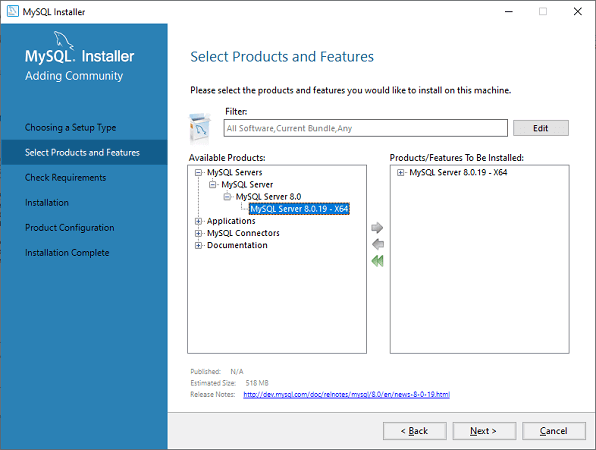 MySQL Installer
MySQL. Installer
Adding Community
Choosing a Setup Type
Select Products and Features
Check Requirements
Installation
Product Configuration
Installation Complete
Select Products and Features
Please select the products and features you would like to install on this machine.
Filter:
All Software,Current Bundle,Any
Edit
Available Products:
MySQL Servers
MySQL Server
MySQL Server 8.0
MySQL Server 8.0.19 - X64
Applications
MySQL Connectors
Documentation
Products/Features To Be Installed:
MySQL Server 8.0.19 - X64
Published: N/A
Estimated Size: 518 MB
Release Notes: http://dev.mysql.com/doc/relnotes/mysql/8.0/en/news-8-0-19.html
< Back
Next >
Cancel